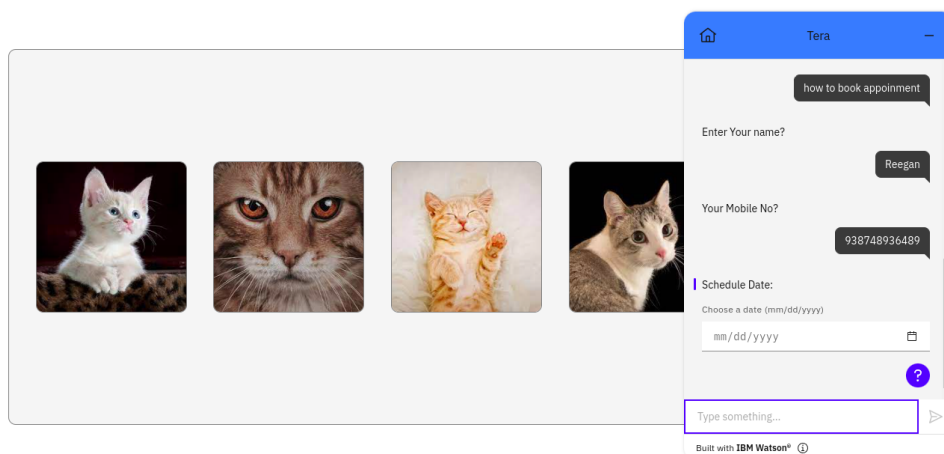 Tera
how to book appoinment
Enter Your name?
Reegan
Your Mobile No?
938748936489
Schedule Date:
Choose a date (mm/dd/yyyy)
mm/dd/yyyy
?
Type something...
Built with IBM Watson®